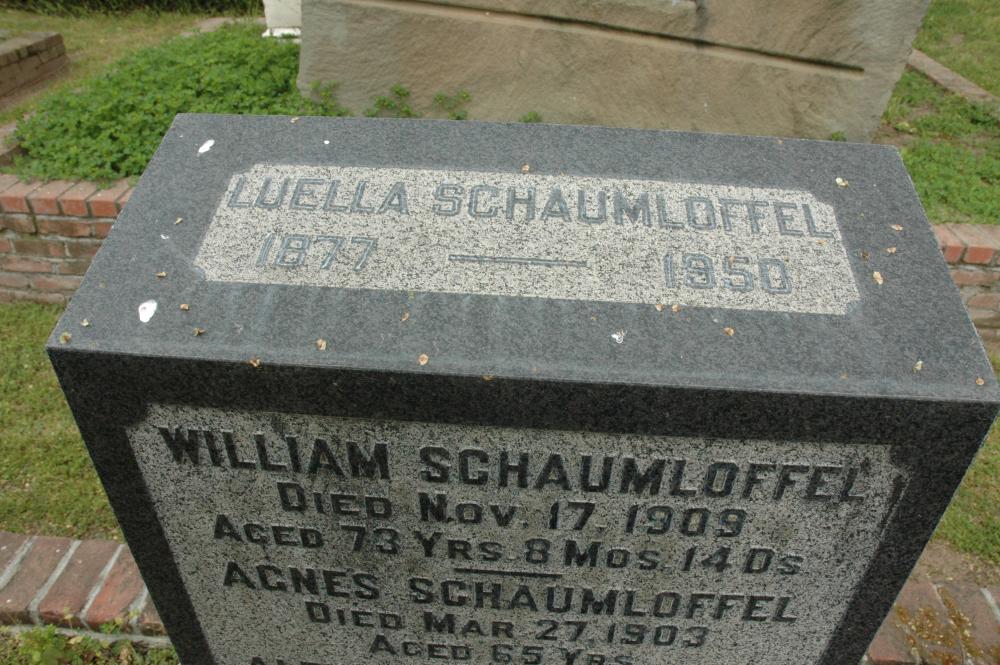 LUELLA SCHAUMLOFFEL
1877 — 1950
WILLIAM SCHAUMLOFFEL
DIED NOV. 17. 1909
AGED 73 YRS. 8 MOS. 14 DS
AGNES SCHAUMLOFFEL
DIED MAR 27. 1903
AGED 65 YRS.